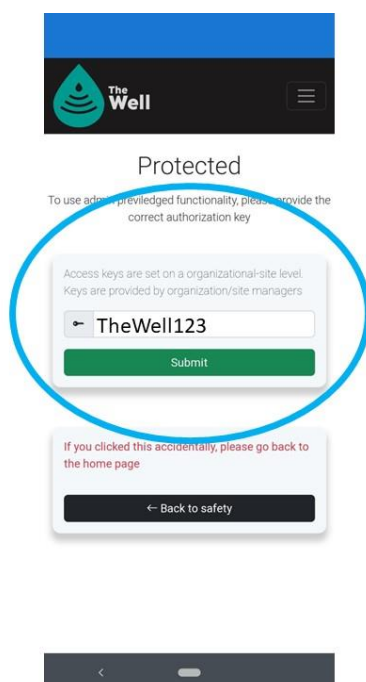 The
Well
Protected
To use admin previledged functionality, please provide the
correct authorization key
Access keys are set on a organizational-site level.
Keys are provided by organization/site managers
TheWell123
Submit
If you clicked this accidentally, please go back to
the home page
← Back to safety